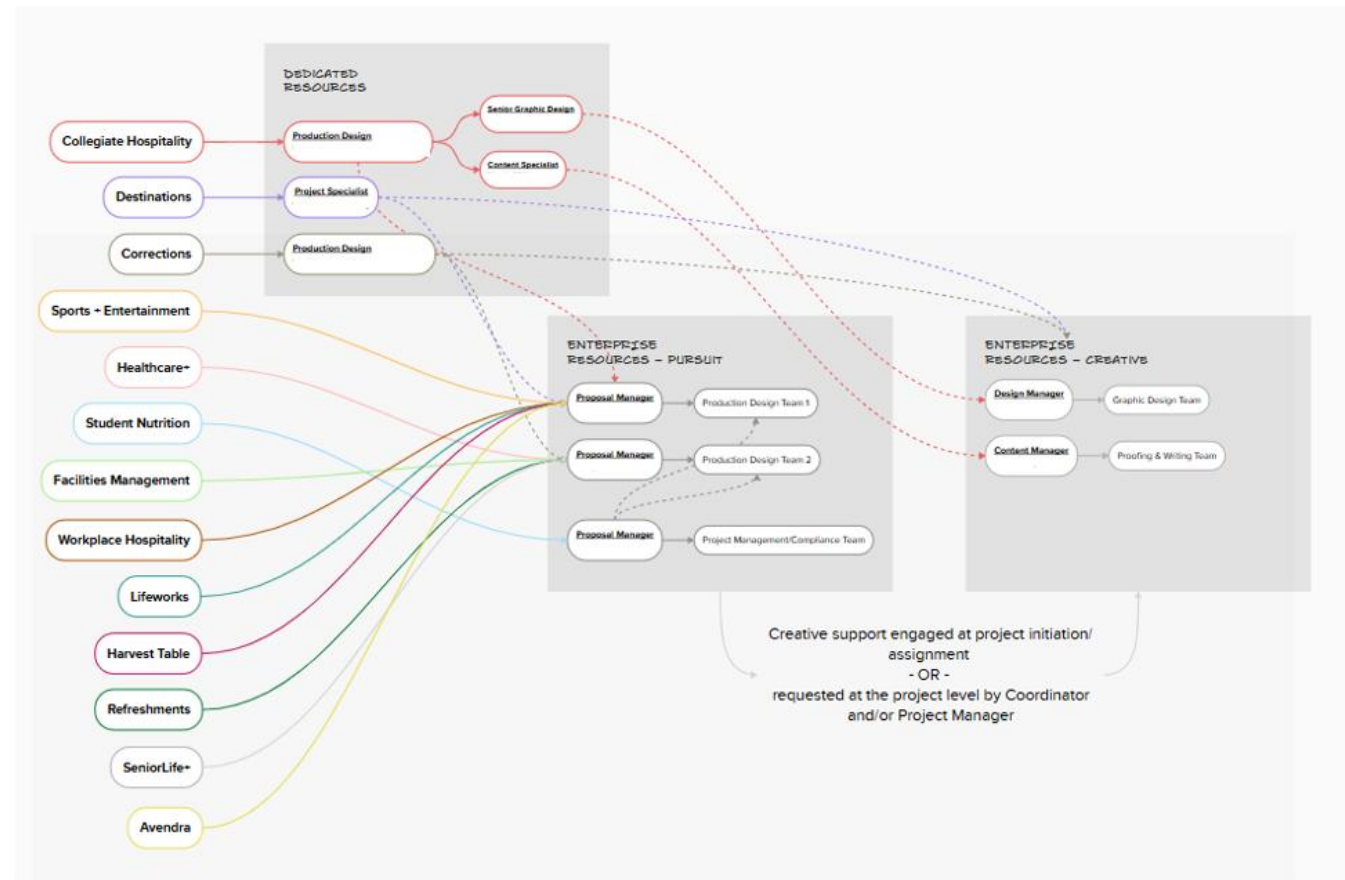 DEDICATED
RESOURCES
Senior Graphic Design
Collegiate Hospitality
Production Design
Content Specialist
Destinations
Project Specialist
Corrections
Production Design
Sports + Entertainment
Healthcare+
Student Nutrition
Facilities Management
Workplace Hospitality
Lifeworks
Harvest Table
Refreshments
SeniorLife+
Avendra
ENTERPRISE
RESOURCES – PURSUIT
Proposal Manager
Production Design Team 1
Proposal Manager
Production Design Team 2
Proposal Manager
Project Management/Compliance Team
ENTERPRISE
RESOURCES – CREATIVE
Design Manager
Graphic Design Team
Content Manager
Proofing & Writing Team
Creative support engaged at project initiation/
assignment
- OR -
requested at the project level by Coordinator
and/or Project Manager